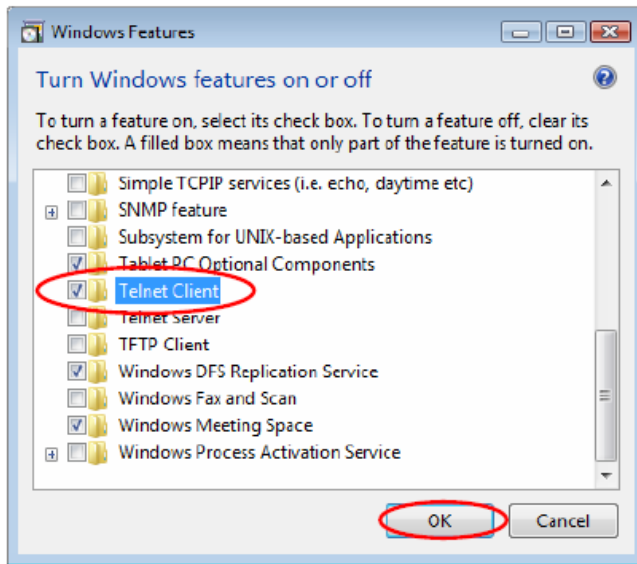 Windows Features
Turn Windows features on or off
To turn a feature on, select its check box. To turn a feature off, clear its
check box. A filled box means that only part of the feature is turned on.
Simple TCPIP services (i.e. echo, daytime etc)
SNMP feature
Subsystem for UNIX-based Applications
Tablet PC Optional Components
Telnet Client
Telnet Server
TFTP Client
Windows DFS Replication Service
Windows Fax and Scan
Windows Meeting Space
Windows Process Activation Service
OK Cancel